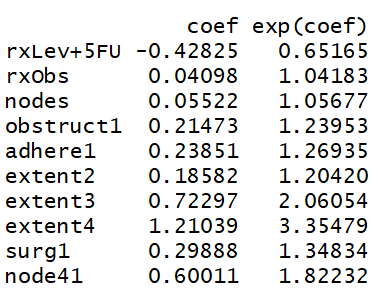 coef exp(coef)
rxLev+5FU -0.42825 0.65165
rxObs 0.04098 1.04183
nodes 0.05522 1.05677
obstruct1 0.21473 1.23953
adhere1 0.23851 1.26935
extent2 0.18582 1.20420
extent3 0.72297 2.06054
extent4 1.21039 3.35479
surg1 0.29888 1.34834
node41 0.60011 1.82232